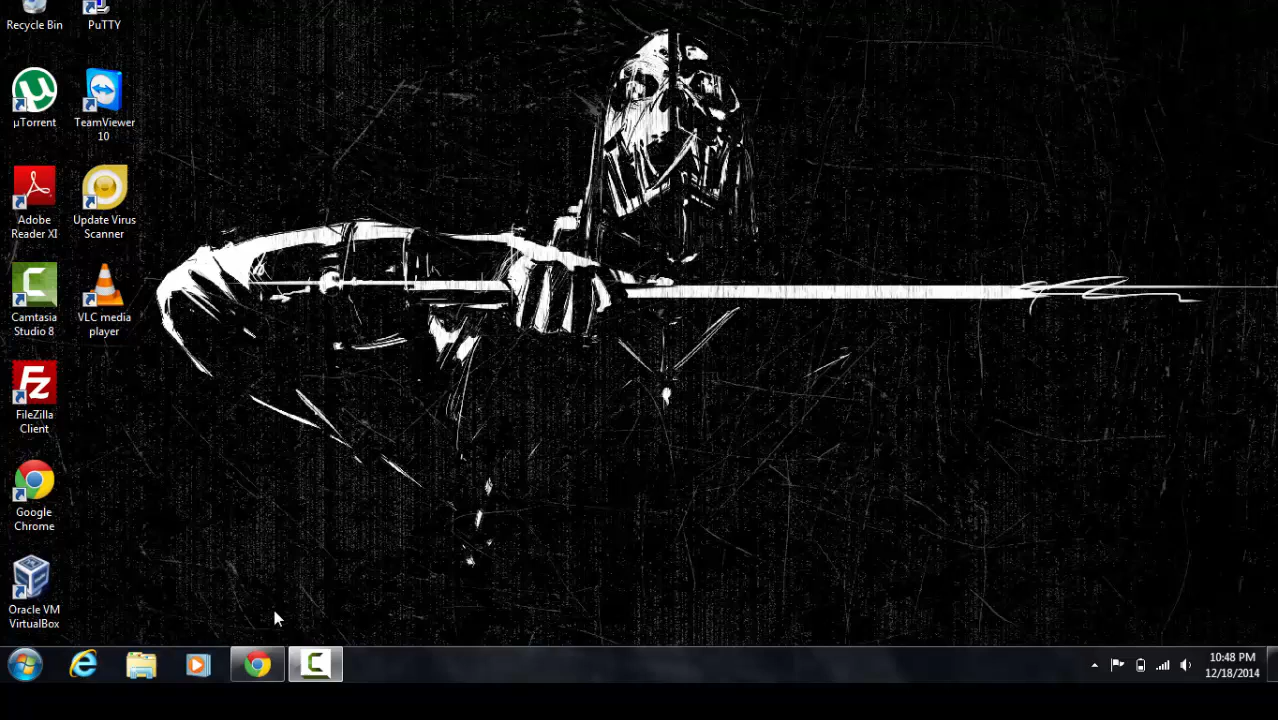 Recycle Bin
PuTTY
µTorrent
TeamViewer
10
Adobe
Reader XI
Update Virus
Scanner
Camtasia
Studio 8
VLC media
player
FileZilla
Client
Google
Chrome
Oracle VM
VirtualBox
10:48 PM
12/18/2014